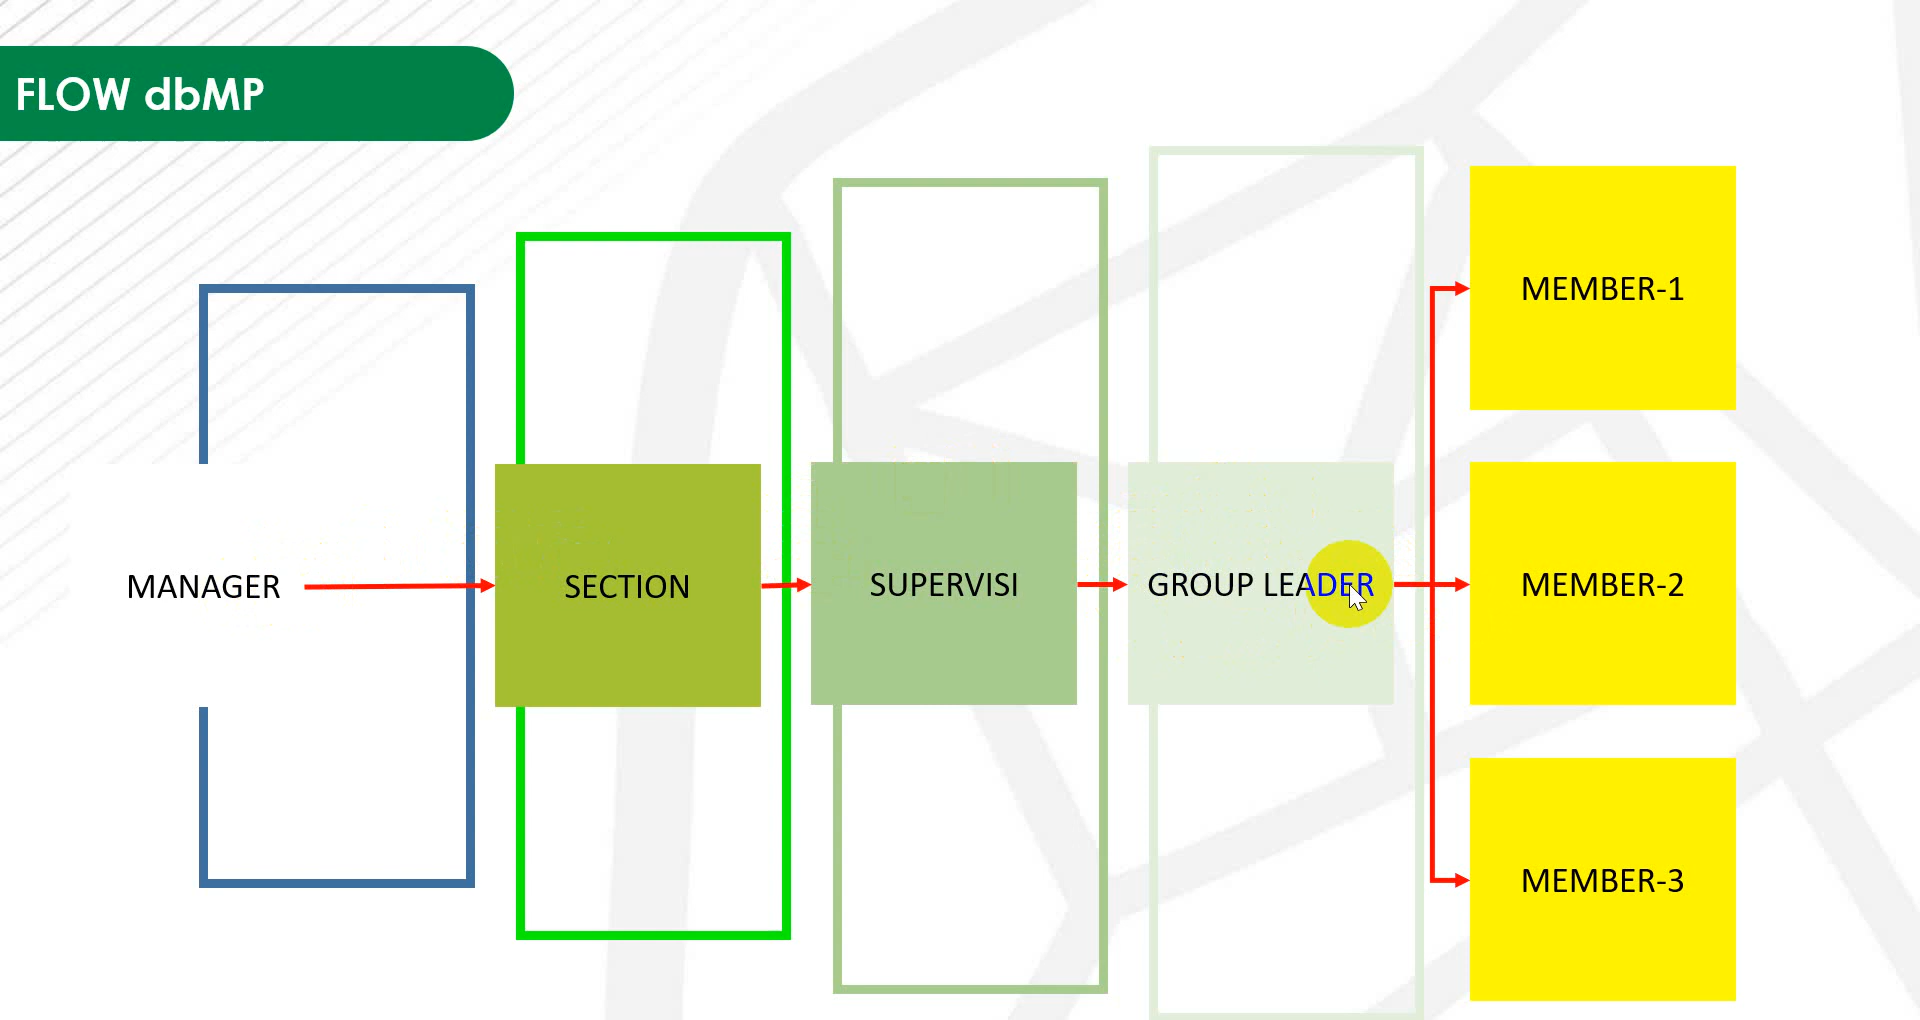 FLOW dbMP
MANAGER
SECTION
SUPERVISI
GROUP LEADER
MEMBER-1
MEMBER-2
MEMBER-3